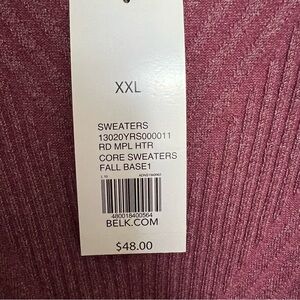 XXL
SWEATERS
13020YRS000011
RD MPL HTR
CORE SWEATERS
FALL BASE1
480018400564
BELK.COM
$48.00